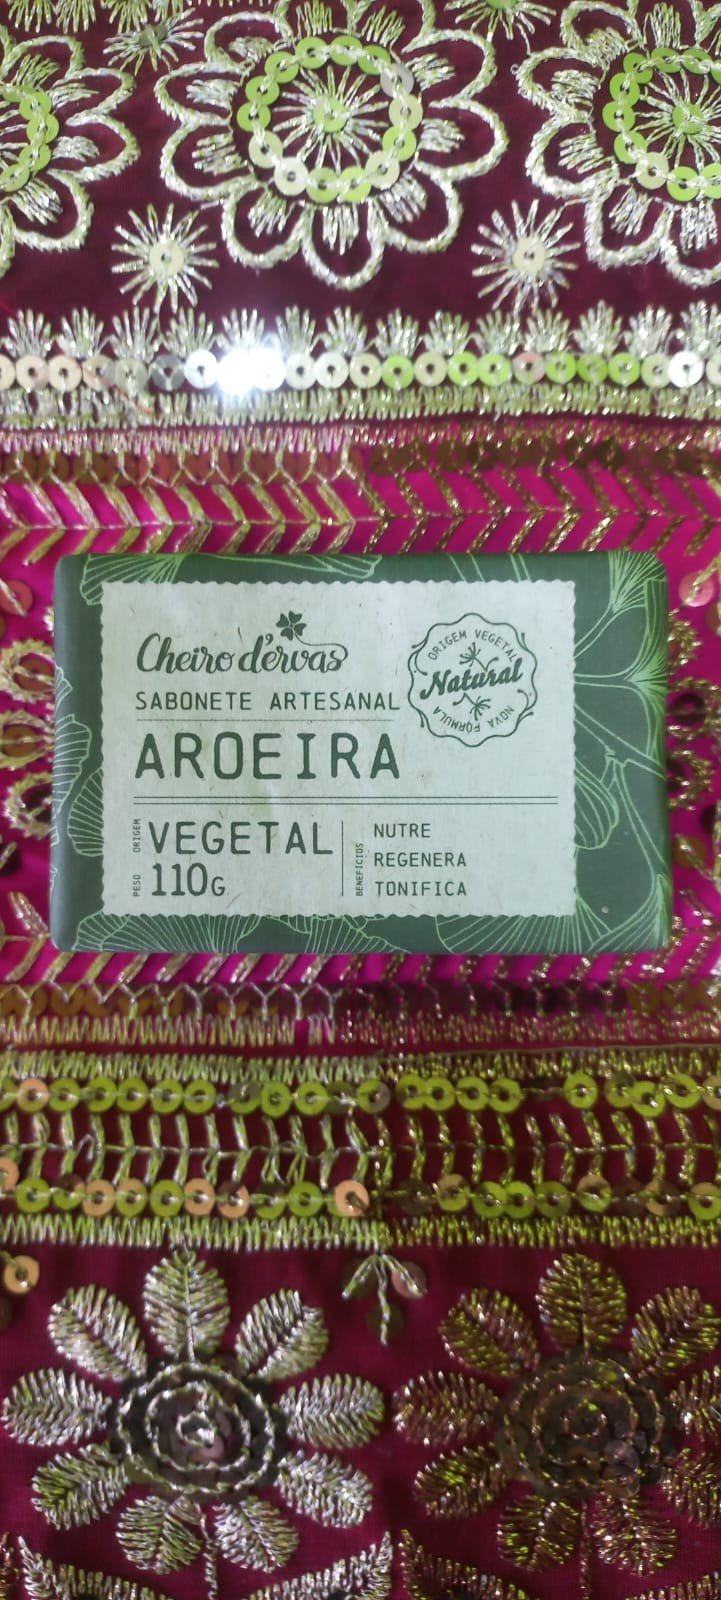 Cheiro d'ervas
SABONETE ARTESANAL
AROEIRA
ORIGEM VEGETAL
Natural
NOVA FÓRMULA
ORIGEM
VEGETAL
PESO
110G
BENEFÍCIOS
NUTRE
REGENERA
TONIFICA